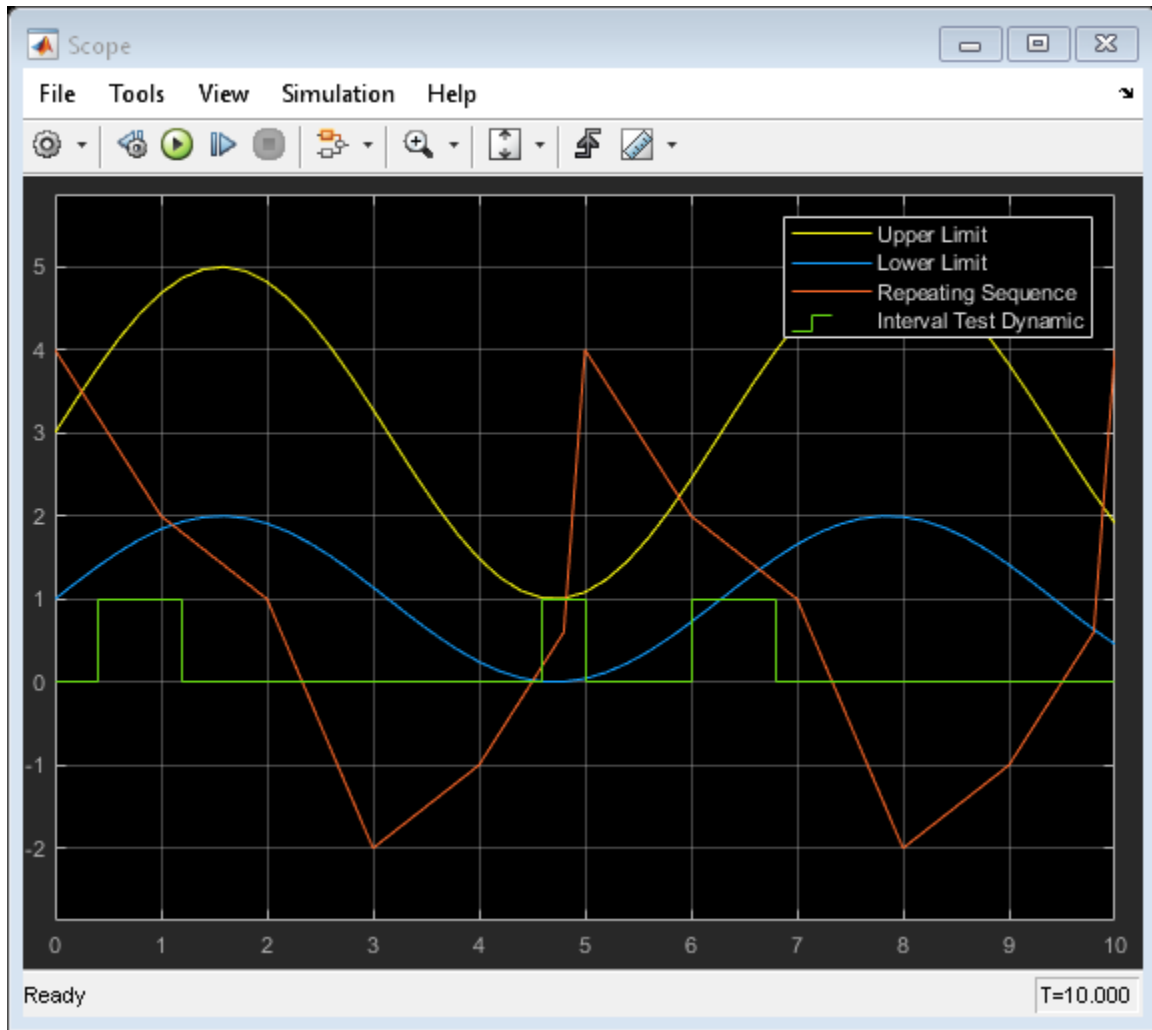 Scope
File Tools View Simulation Help
Upper Limit
Lower Limit
Repeating Sequence
Interval Test Dynamic
5
4
3
2
1
0
-1
-2
0 1 2 3 4 5 6 7 8 9 10
Ready T=10.000